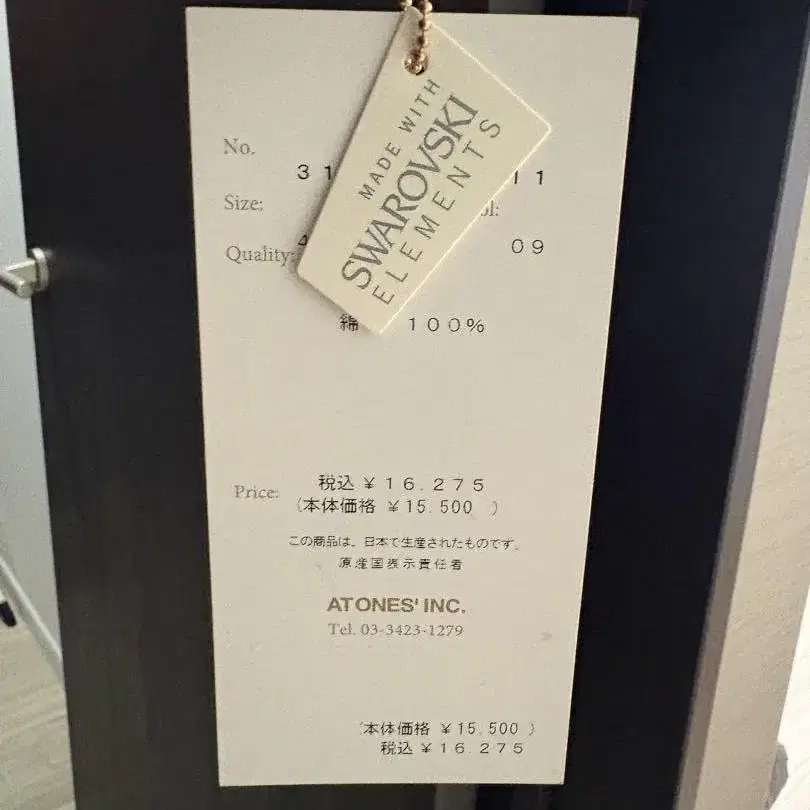 MADE WITH
SWAROVSKI
ELEMENTS
No.
3 1 1 1
Size:
Quality: 09
綿 100%
Price: 税込 ¥16.275
(本体価格 ¥15.500 )
この商品は、日本で生産されたものです。
原産国表示責任者
ATONES' INC.
Tel. 03-3423-1279
(本体価格 ¥15.500 )
税込 ¥16.275